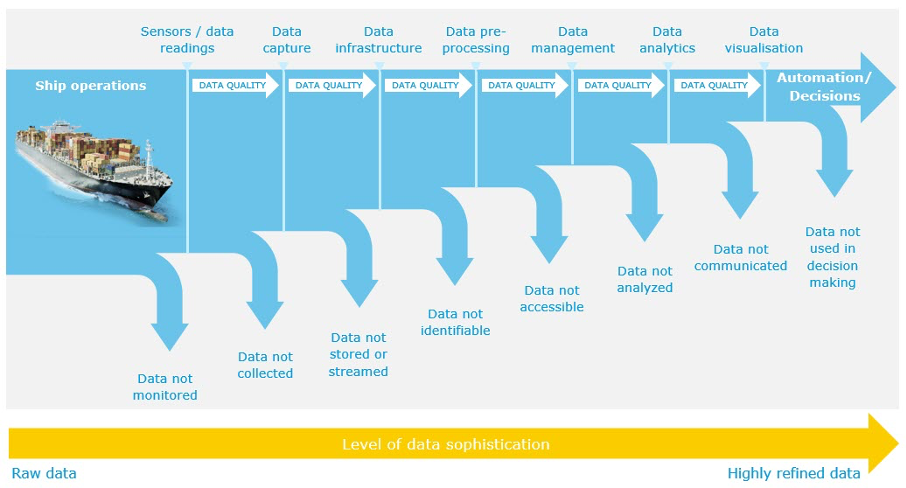 Sensors / data
readings
Data
capture
Data
infrastructure
Data pre-
processing
Data
management
Data
analytics
Data
visualisation
Ship operations
DATA QUALITY
DATA QUALITY
DATA QUALITY
DATA QUALITY
DATA QUALITY
DATA QUALITY
Automation/
Decisions
Data not
monitored
Data not
collected
Data not
stored or
streamed
Data not
identifiable
Data not
accessible
Data not
analyzed
Data not
communicated
Data not
used in
decision
making
Level of data sophistication
Raw data
Highly refined data